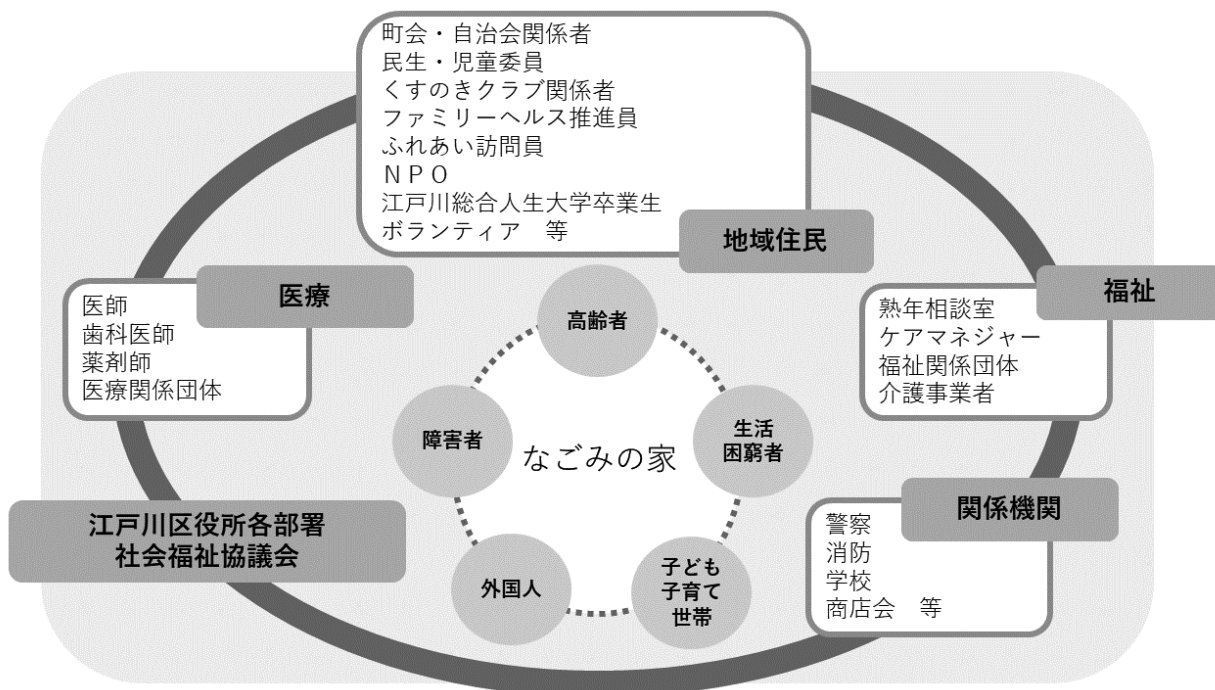 町会・自治会関係者
民生・児童委員
くすのきクラブ関係者
ファミリーヘルス推進員
ふれあい訪問員
ＮＰＯ
江戸川総合人生大学卒業生
ボランティア　等
地域住民
医療
医師
歯科医師
薬剤師
医療関係団体
福祉
熟年相談室
ケアマネジャー
福祉関係団体
介護事業者
高齢者
障害者
生活
困窮者
なごみの家
外国人
子ども
子育て
世帯
江戸川区役所各部署
社会福祉協議会
関係機関
警察
消防
学校
商店会　等